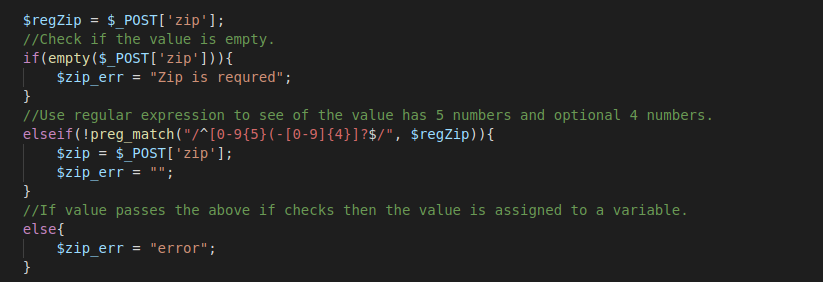 $regZip = $_POST['zip'];
//Check if the value is empty.
if(empty($_POST['zip'])){
    $zip_err = "Zip is requred";
}
//Use regular expression to see of the value has 5 numbers and optional 4 numbers.
elseif(!preg_match("/^[0-9{5}(-[0-9]{4}]?$/", $regZip)){
    $zip = $_POST['zip'];
    $zip_err = "";
}
//If value passes the above if checks then the value is assigned to a variable.
else{
    $zip_err = "error";
}